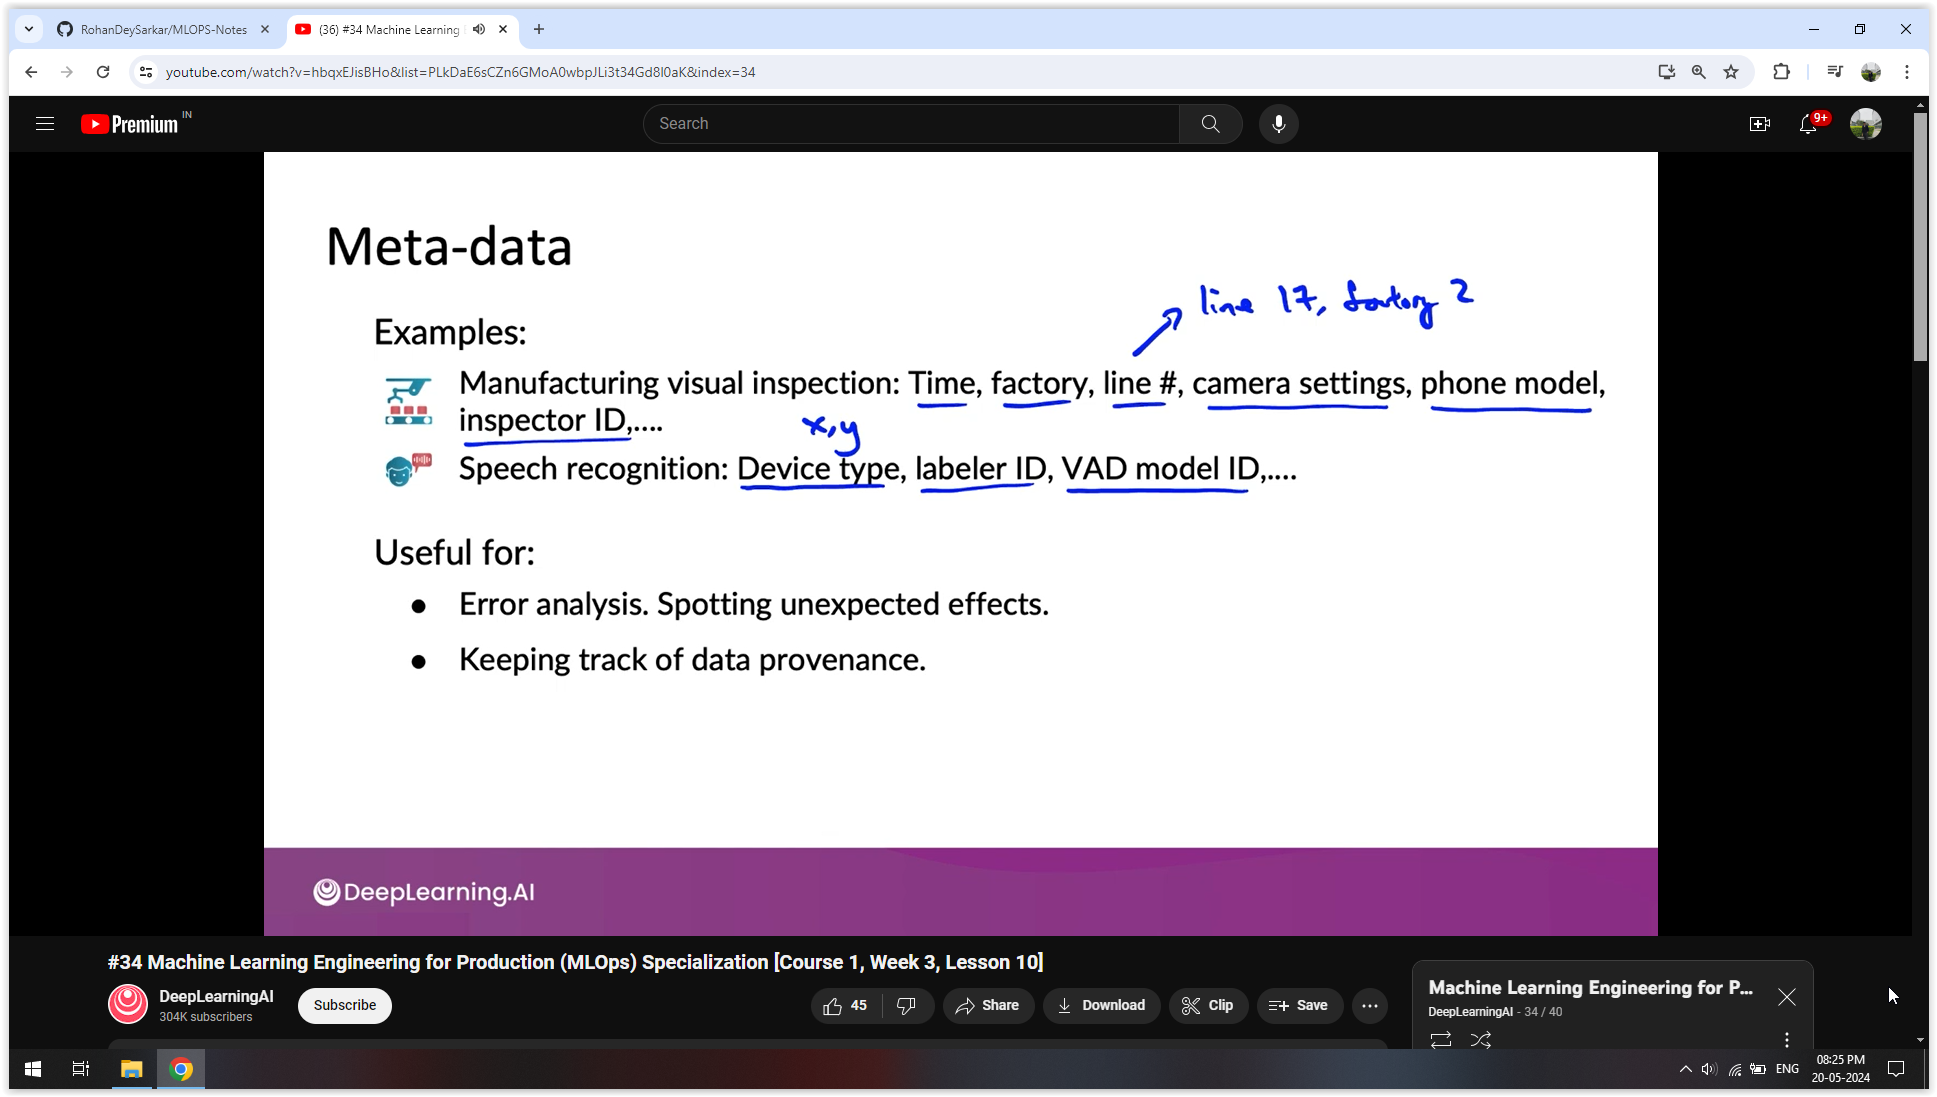 RohanDeySarkar/MLOPS-Notes
(36) #34 Machine Learning
youtube.com/watch?v=hbqxEJisBHo&list=PLkDaE6sCZn6GMoA0wbpJLi3t34Gd8l0aK&index=34
Premium IN
Search
9+
Meta-data
line 17, factory 2
Examples:
Manufacturing visual inspection: Time, factory, line #, camera settings, phone model,
inspector ID,....
x,y
Speech recognition: Device type, labeler ID, VAD model ID,....
Useful for:
● Error analysis. Spotting unexpected effects.
● Keeping track of data provenance.
DeepLearning.AI
#34 Machine Learning Engineering for Production (MLOps) Specialization [Course 1, Week 3, Lesson 10]
DeepLearningAI
304K subscribers
Subscribe
45
Share
Download
Clip
Save
Machine Learning Engineering for P...
DeepLearningAI - 34 / 40
ENG
08:25 PM
20-05-2024